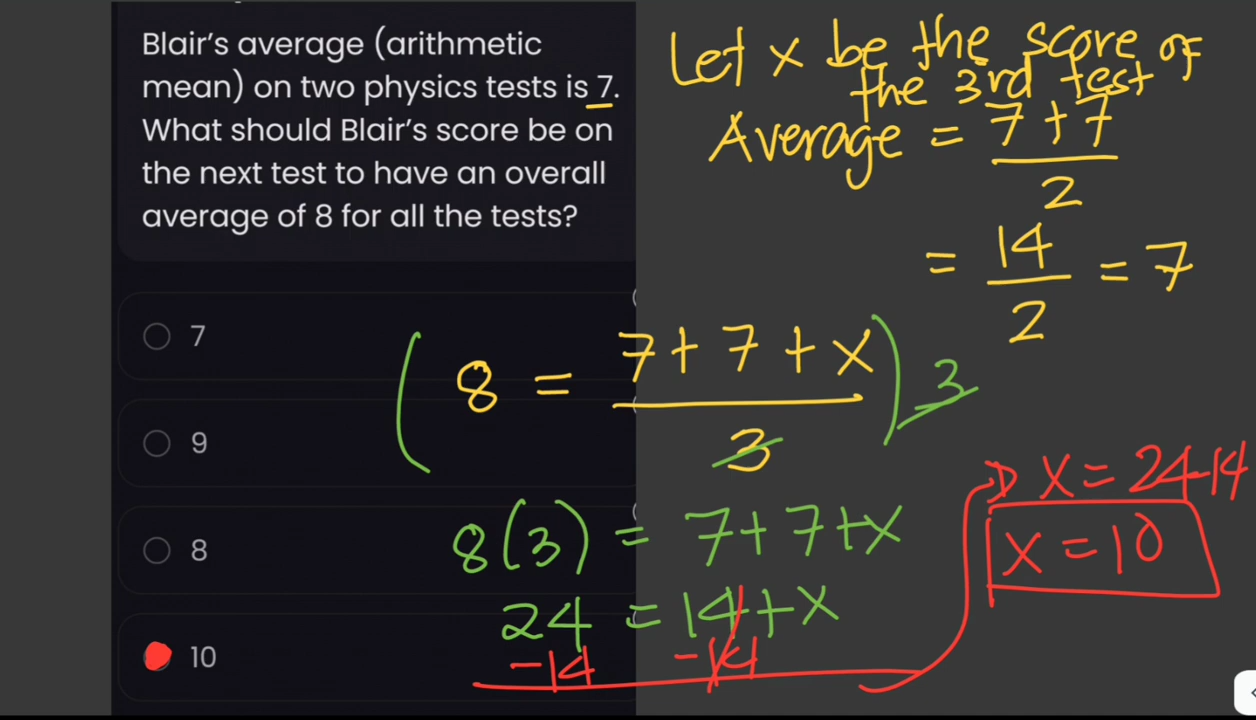 Blair's average (arithmetic
mean) on two physics tests is 7.
What should Blair's score be on
the next test to have an overall
average of 8 for all the tests?
7
9
8
10
Let x be the score of
the 3rd test
Average = 7 + 7
2
= 14 = 7
2
( 8 = 7 + 7 + x ) 3
3
8(3) = 7 + 7 + x
24 = 14 + x
-14 -14
x = 24-14
x = 10